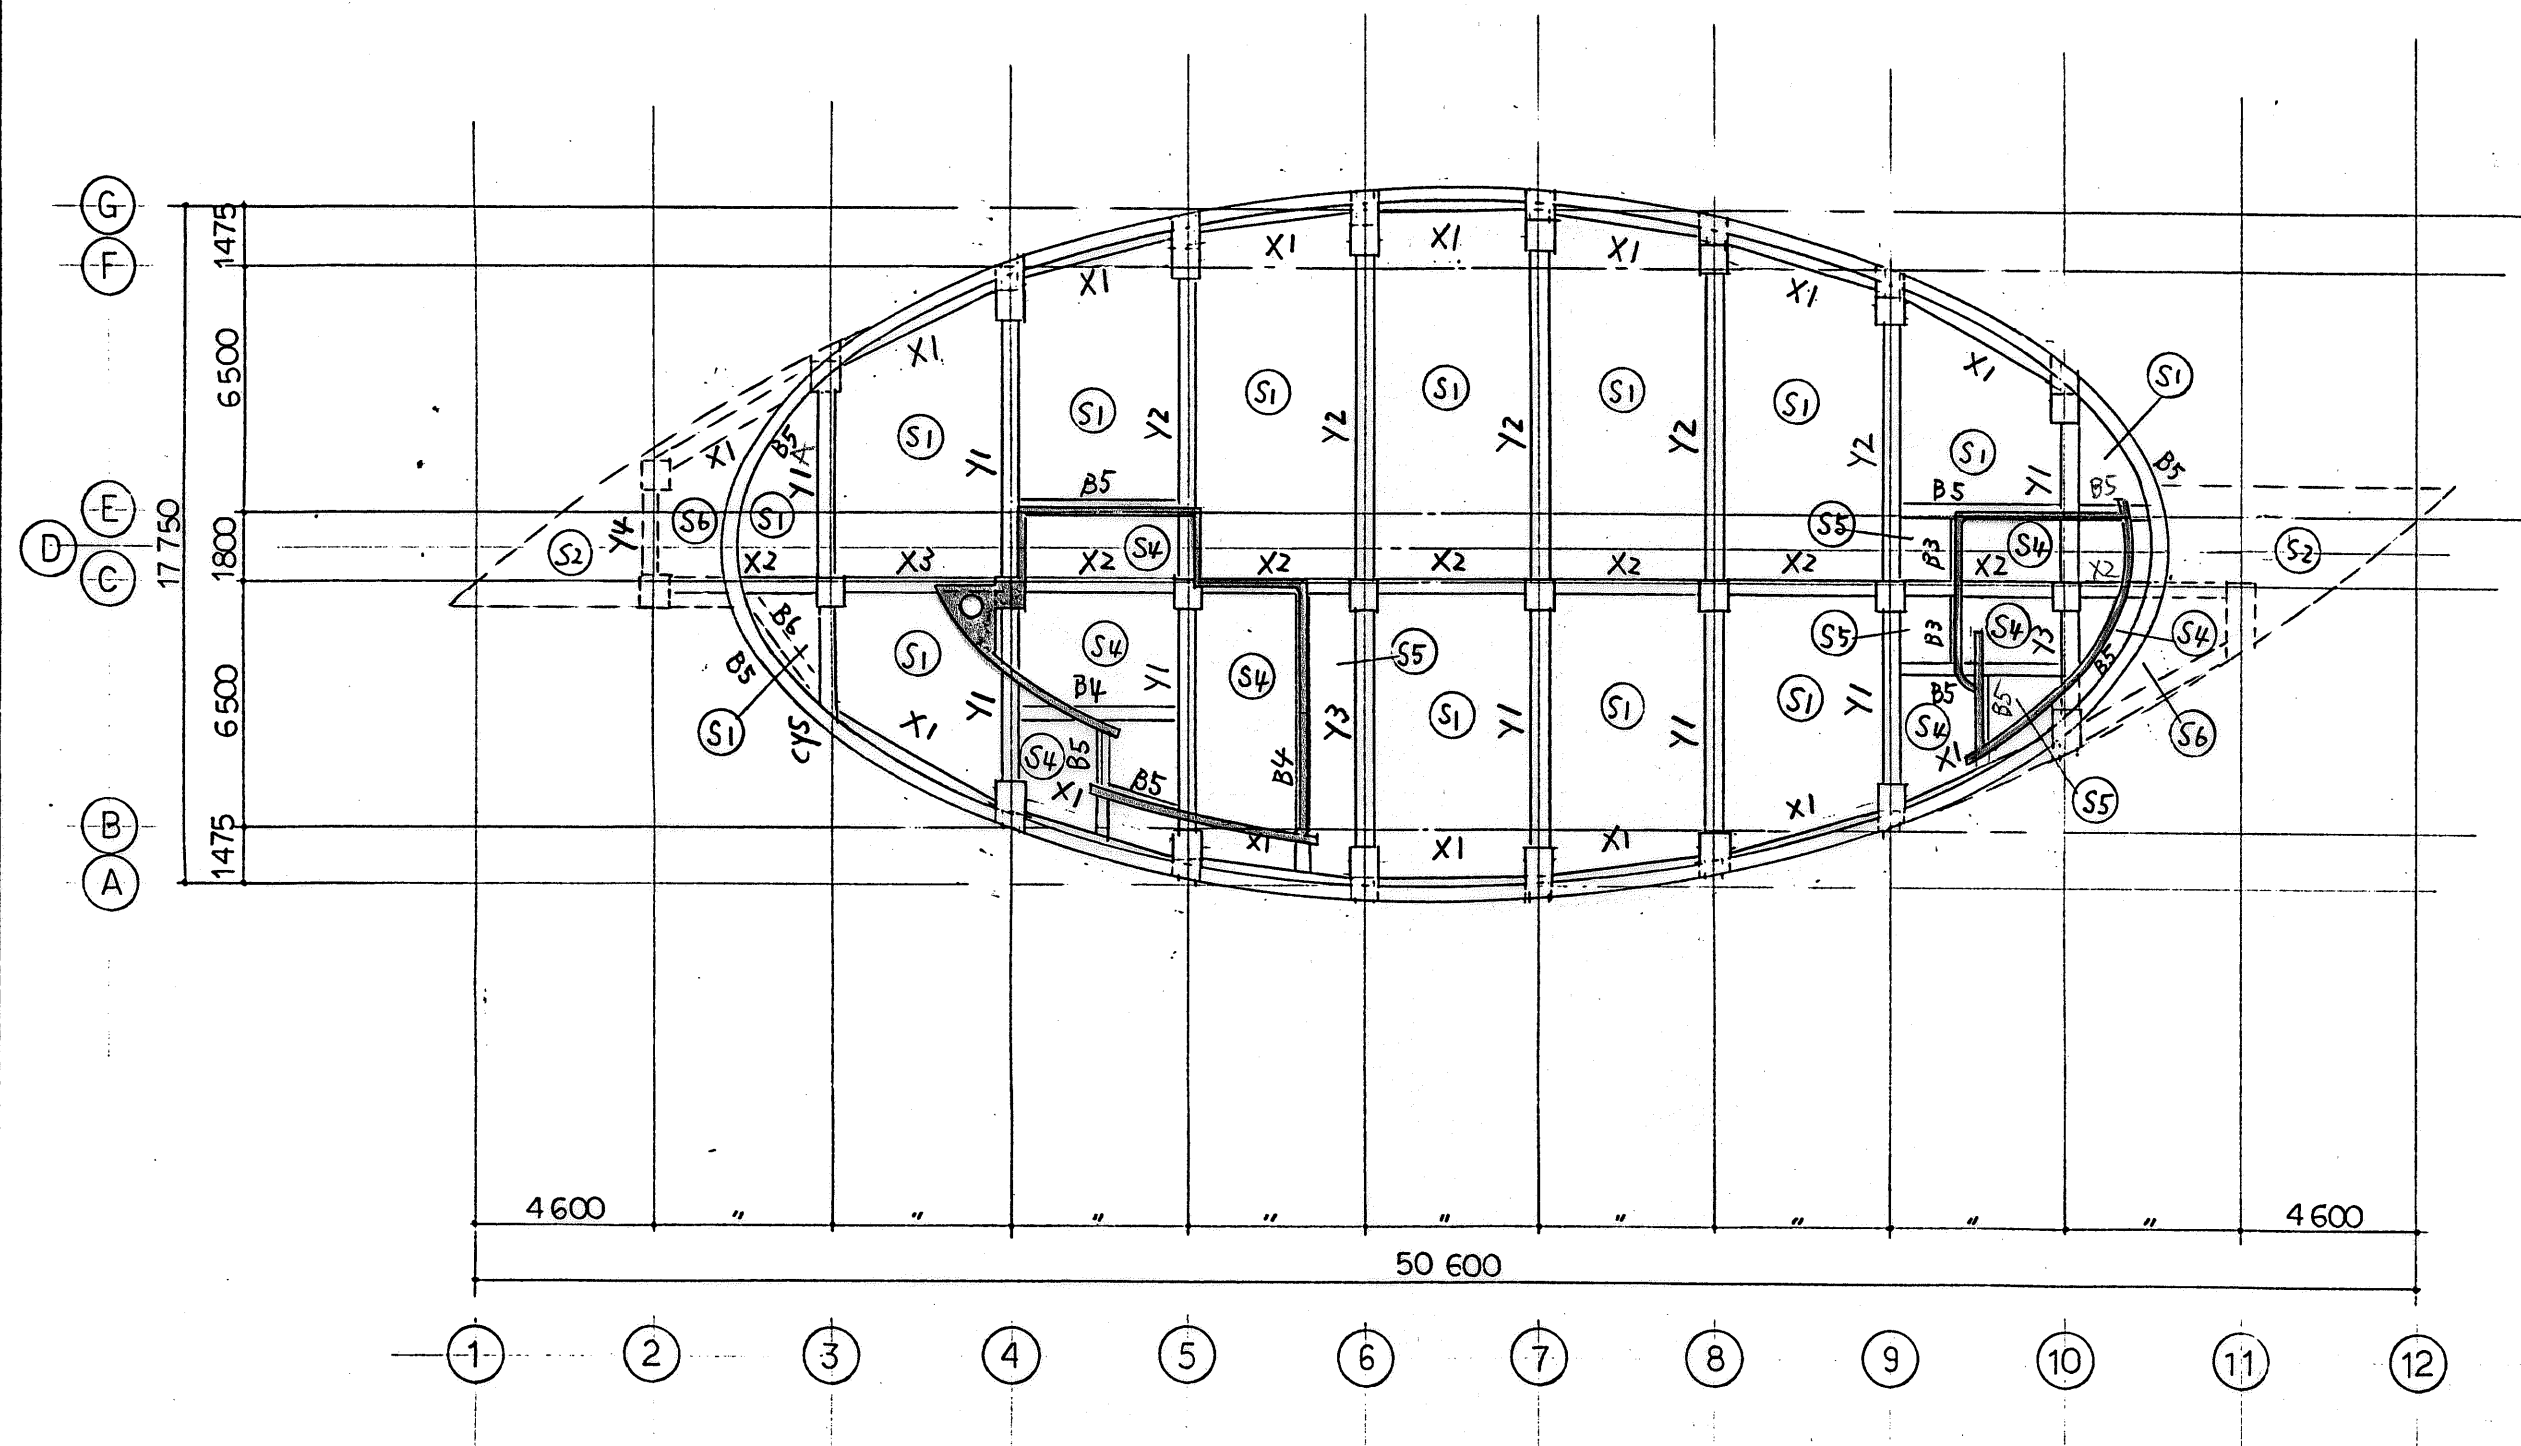 G
1475
X1 X1 X1
F
X1 X1
6500
X1 X1
S1 S1 S1 S1 S1
S1 S1
Y2 Y2 Y2 Y2 Y2
S1 S1
X1 B5 Y1 Y1 Y1 B5
B5 B5 B5
E
S6 S1 S5
17750
D
1800
S2 Y4 S4 B3 S4 S2
X2 X3 X2 X2 X2 X2 X2 X2 X2
C
B6 S5 B3 S4 Y3 S4
S1 S4 S5
B5 S4 B5
6500
Y1 B4 Y1 S1 B5 B5
S1 S1 Y1
S1 CY5 X1 Y3 Y1 Y1 S4 S6
S4 B5 B4 X1
X1 B5 X1 S5
B
1475
X1 X1 X1
A
4600 〃 〃 〃 〃 〃 〃 〃 〃 〃 4600
50 600
1 2 3 4 5 6 7 8 9 10 11 12